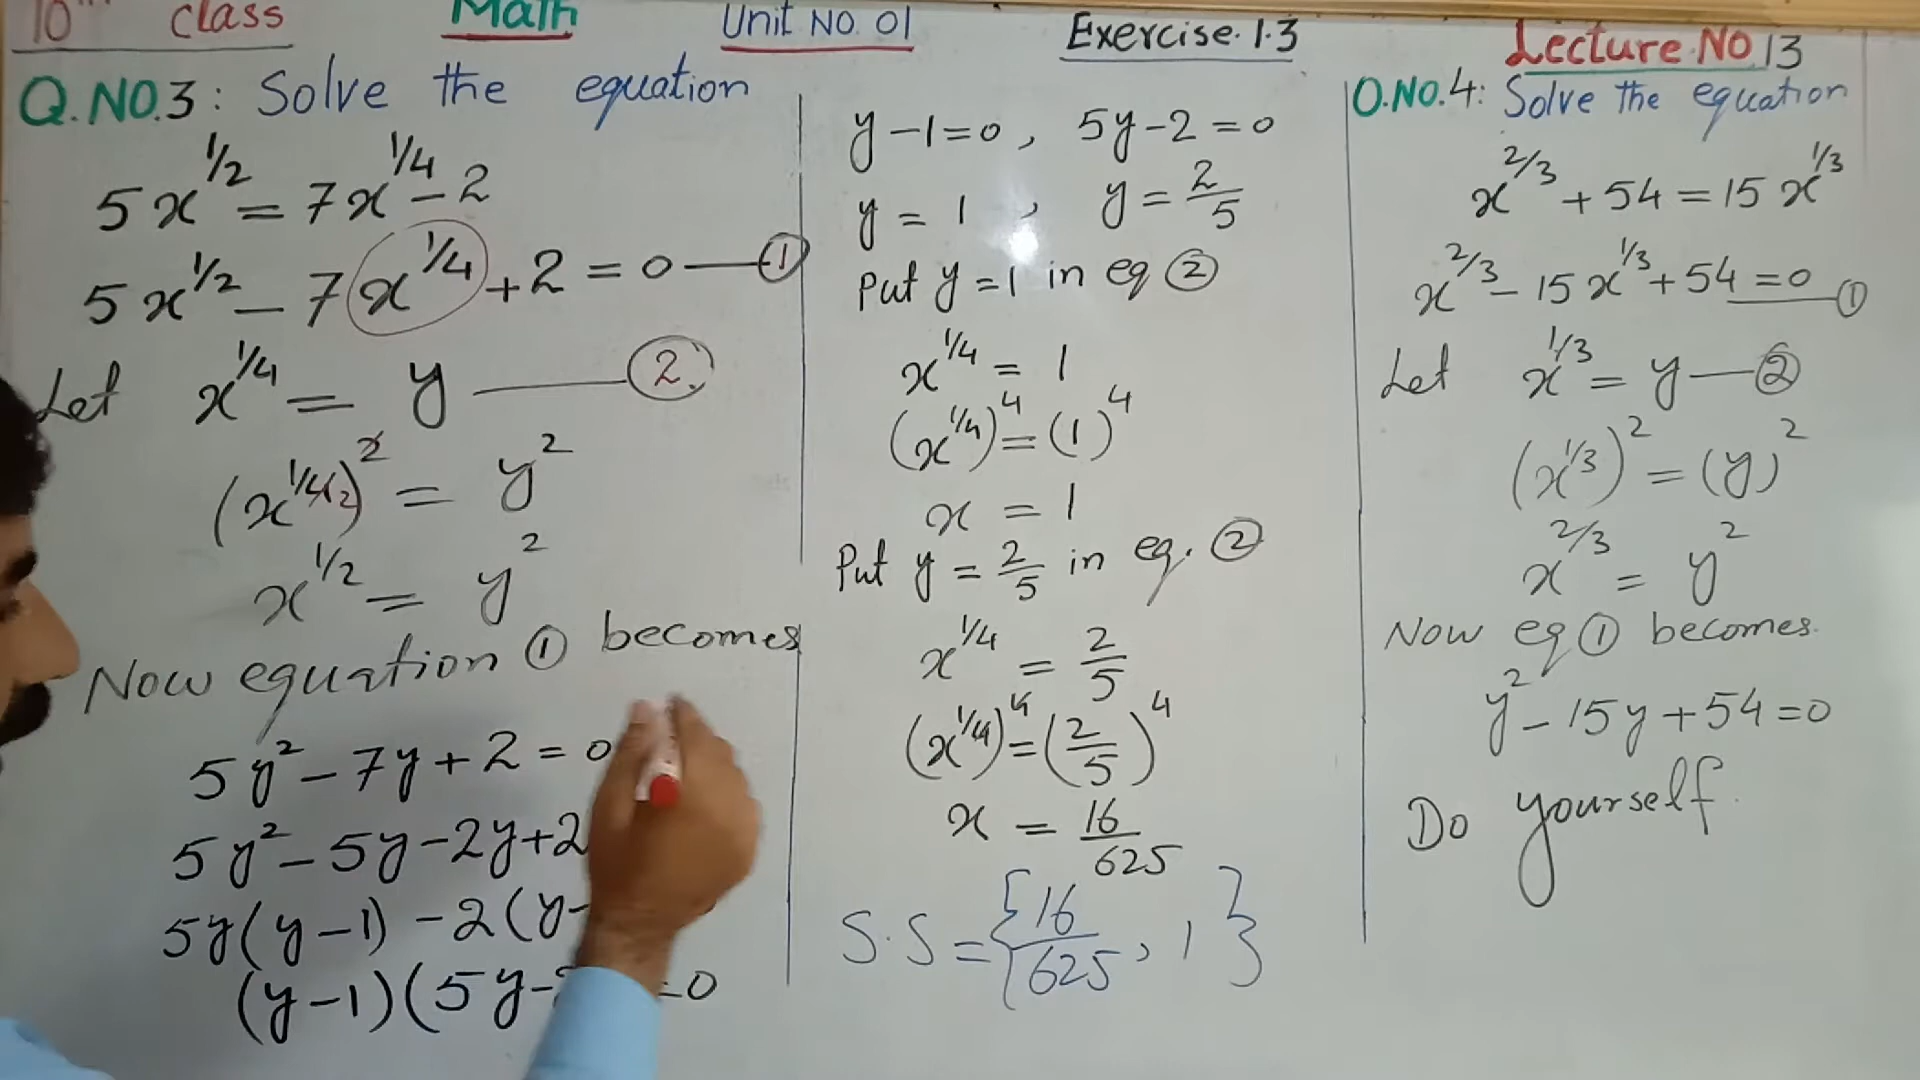 10th class Math Unit No. 01 Exercise.1.3 Lecture No 13
Q.NO.3: Solve the equation
5x^1/2 = 7x^1/4 - 2
5x^1/2 - 7x^1/4 + 2 = 0 — ①
Let x^1/4 = y — ②
(x^1/4×2)^2 = y^2
x^1/2 = y^2
Now equation ① becomes
5y^2 - 7y + 2 = 0
5y^2 - 5y - 2y + 2
5y(y-1) - 2(y-
(y-1)(5y- =0
y-1=0, 5y-2=0
y = 1, y = 2/5
Put y=1 in eq ②
x^1/4 = 1
(x^1/4)^4 = (1)^4
x = 1
Put y = 2/5 in eq. ②
x^1/4 = 2/5
(x^1/4)^4 = (2/5)^4
x = 16/625
S.S = {16/625, 1}
Q.NO.4: Solve the equation
x^2/3 + 54 = 15x^1/3
x^2/3 - 15x^1/3 + 54 = 0 — ①
Let x^1/3 = y — ②
(x^1/3)^2 = (y)^2
x^2/3 = y^2
Now eq ① becomes.
y^2 - 15y + 54 = 0
Do yourself.